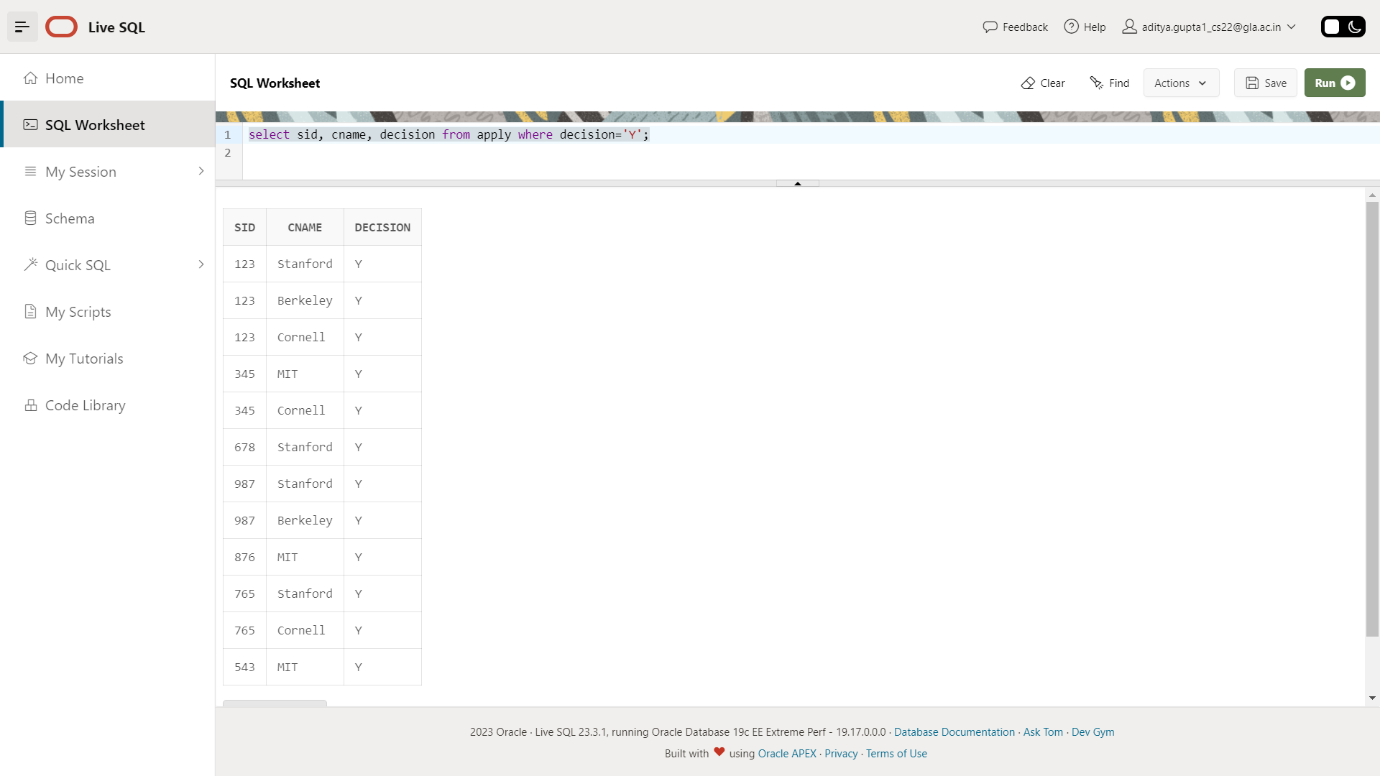 Live SQL
Feedback
Help
aditya.gupta1_cs22@gla.ac.in
Home
SQL Worksheet
My Session
Schema
Quick SQL
My Scripts
My Tutorials
Code Library
SQL Worksheet
Clear
Find
Actions
Save
Run
1 select sid, cname, decision from apply where decision='Y';
2
SID CNAME DECISION
123 Stanford Y
123 Berkeley Y
123 Cornell Y
345 MIT Y
345 Cornell Y
678 Stanford Y
987 Stanford Y
987 Berkeley Y
876 MIT Y
765 Stanford Y
765 Cornell Y
543 MIT Y
2023 Oracle · Live SQL 23.3.1, running Oracle Database 19c EE Extreme Perf - 19.17.0.0.0 · Database Documentation · Ask Tom · Dev Gym
Built with ❤ using Oracle APEX · Privacy · Terms of Use